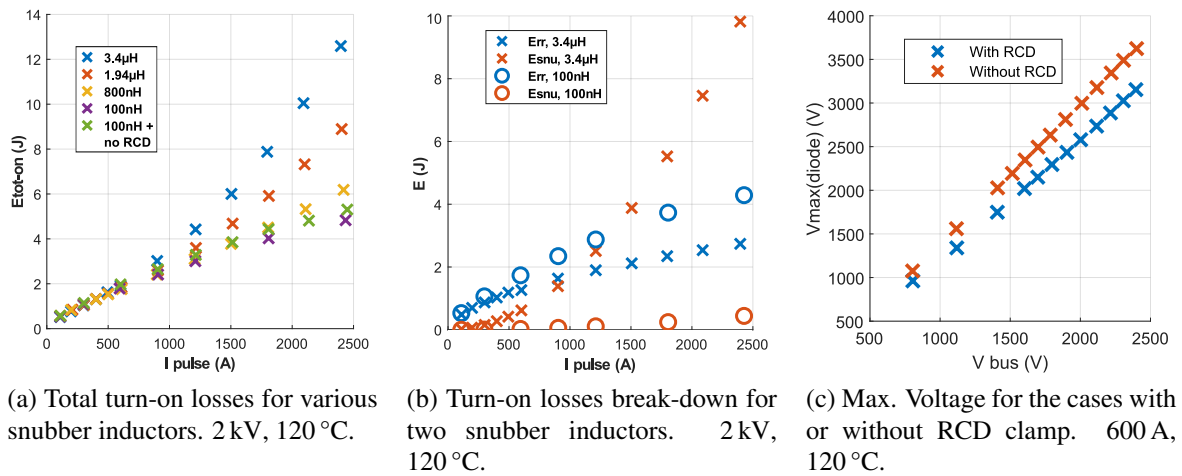 14
12
10
8
6
4
2
0
Etot-on (J)
3.4µH
1.94µH
800nH
100nH
100nH +
no RCD
0 500 1000 1500 2000 2500
I pulse (A)
10
8
6
4
2
0
E (J)
Err, 3.4µH
Esnu, 3.4µH
Err, 100nH
Esnu, 100nH
0 500 1000 1500 2000 2500
I pulse (A)
4000
3500
3000
2500
2000
1500
1000
500
Vmax(diode) (V)
With RCD
Without RCD
500 1000 1500 2000 2500
V bus (V)
(a) Total turn-on losses for various
snubber inductors. 2 kV, 120 °C.
(b) Turn-on losses break-down for
two snubber inductors. 2 kV,
120 °C.
(c) Max. Voltage for the cases with
or without RCD clamp. 600 A,
120 °C.